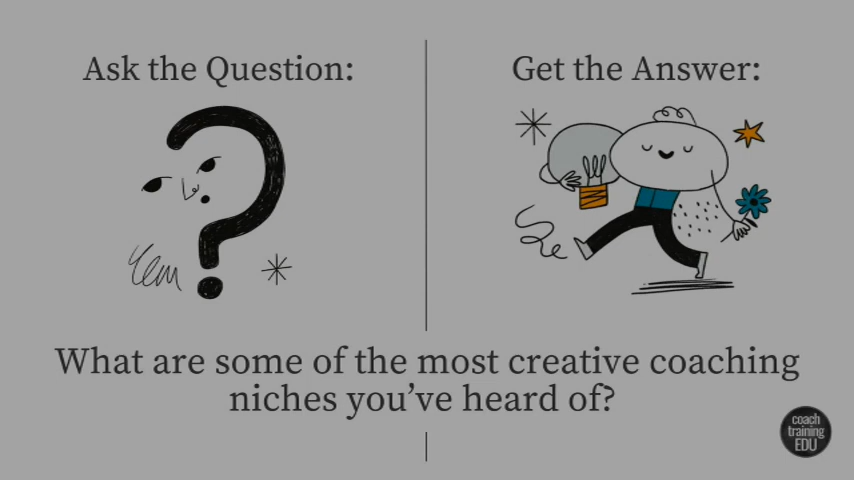 Ask the Question:
Get the Answer:
What are some of the most creative coaching
niches you’ve heard of?
coach
training
EDU